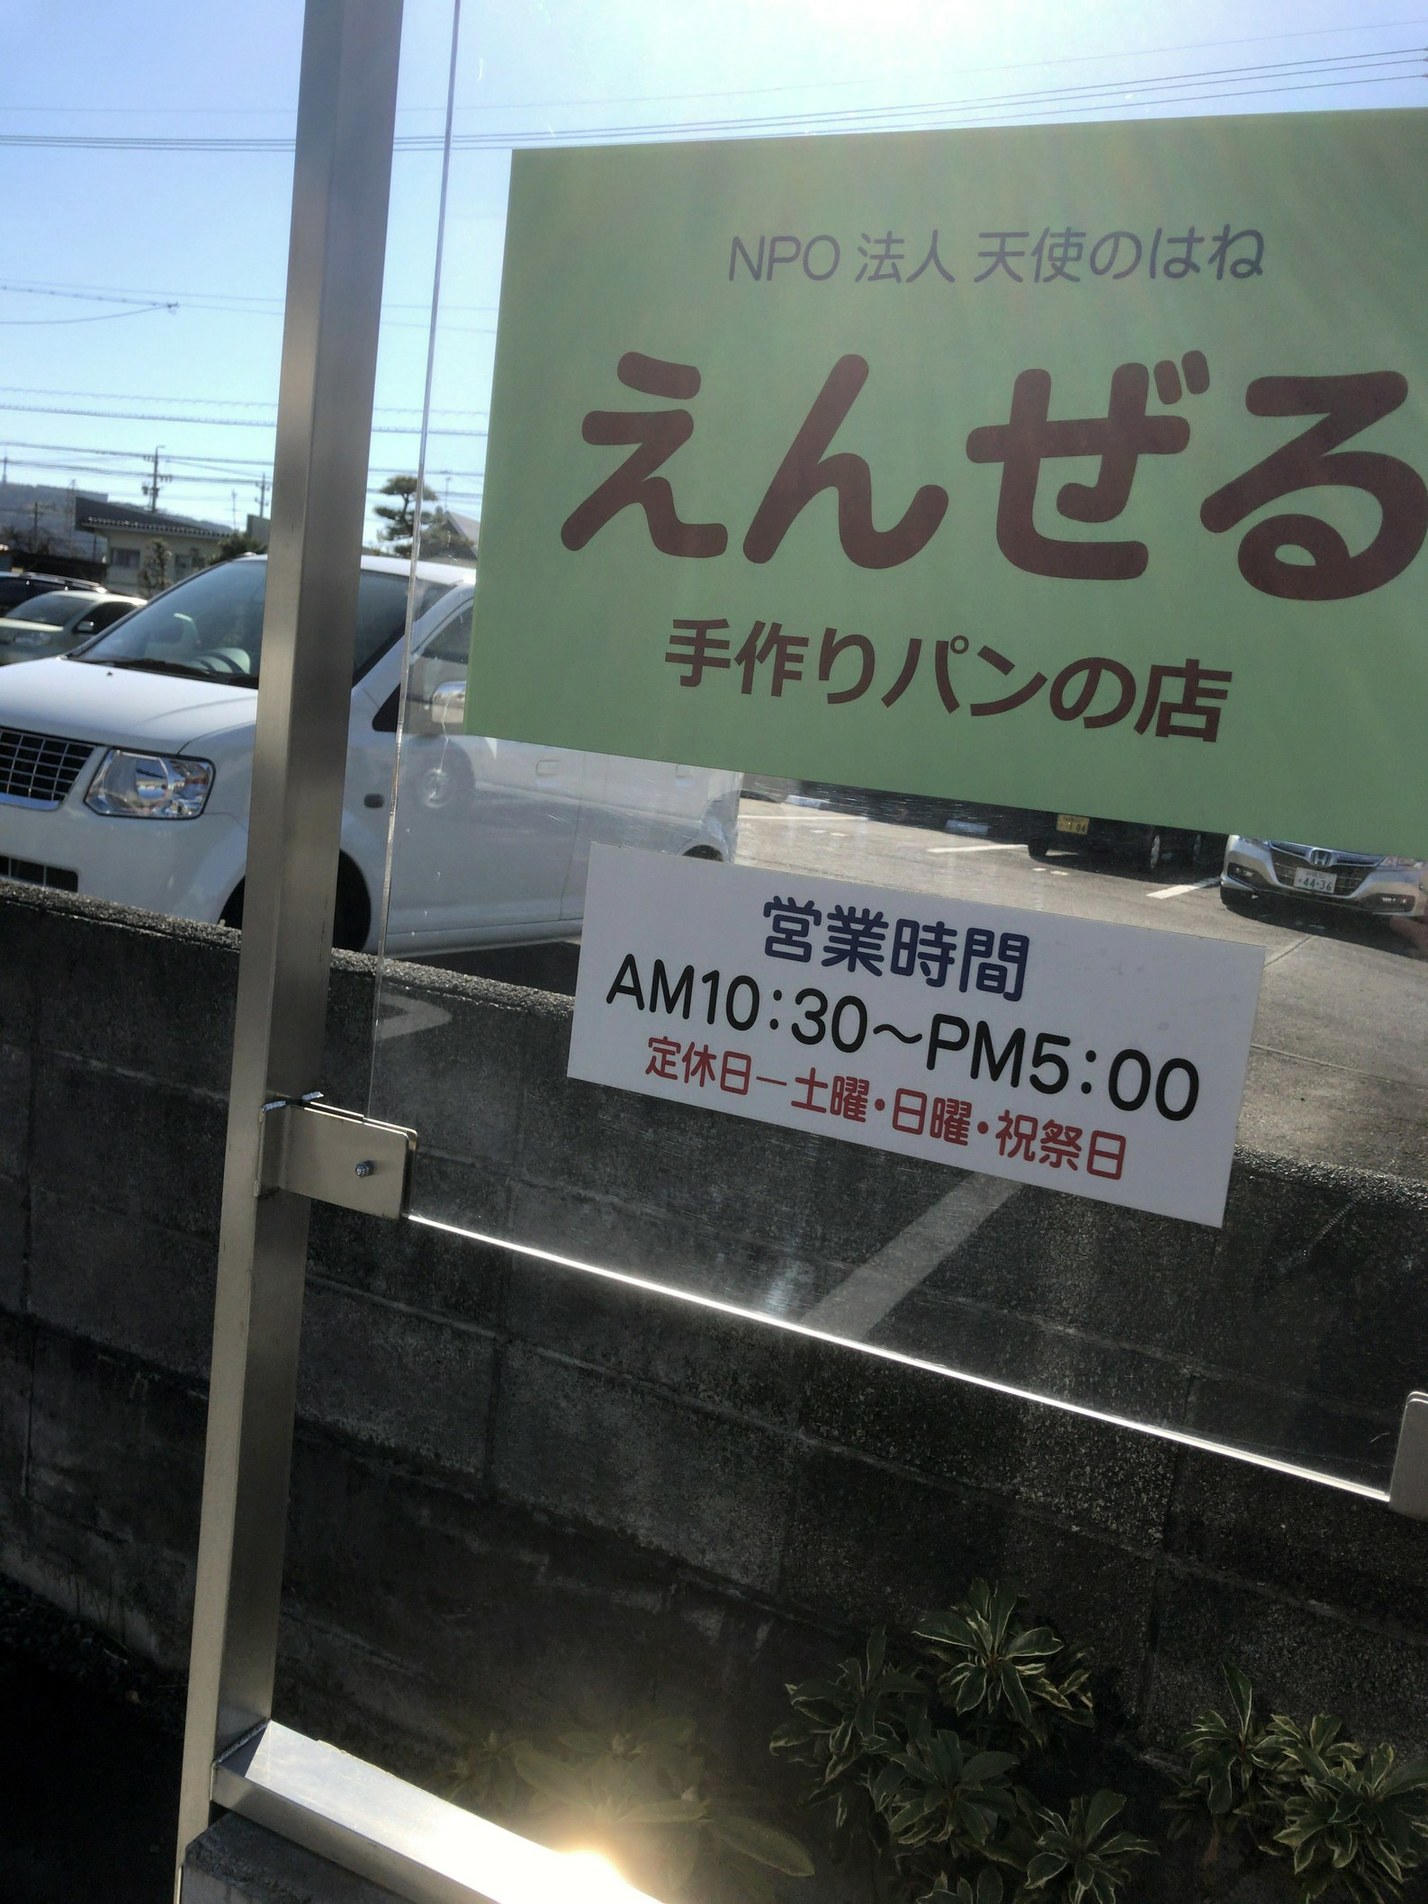 NPO 法人 天使のはね
えんぜる
手作りパンの店
営業時間
AM10:30〜PM5:00
定休日ー土曜・日曜・祝祭日
44-36